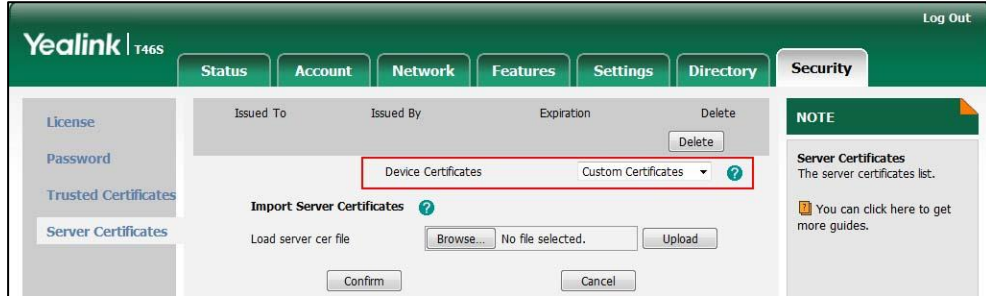 Log Out
Yealink T46S
Status Account Network Features Settings Directory Security
License
Password
Trusted Certificates
Server Certificates
Issued To Issued By Expiration Delete
Delete
Device Certificates Custom Certificates ?
Import Server Certificates ?
Load server cer file Browse... No file selected. Upload
Confirm Cancel
NOTE
Server Certificates
The server certificates list.
? You can click here to get
more guides.